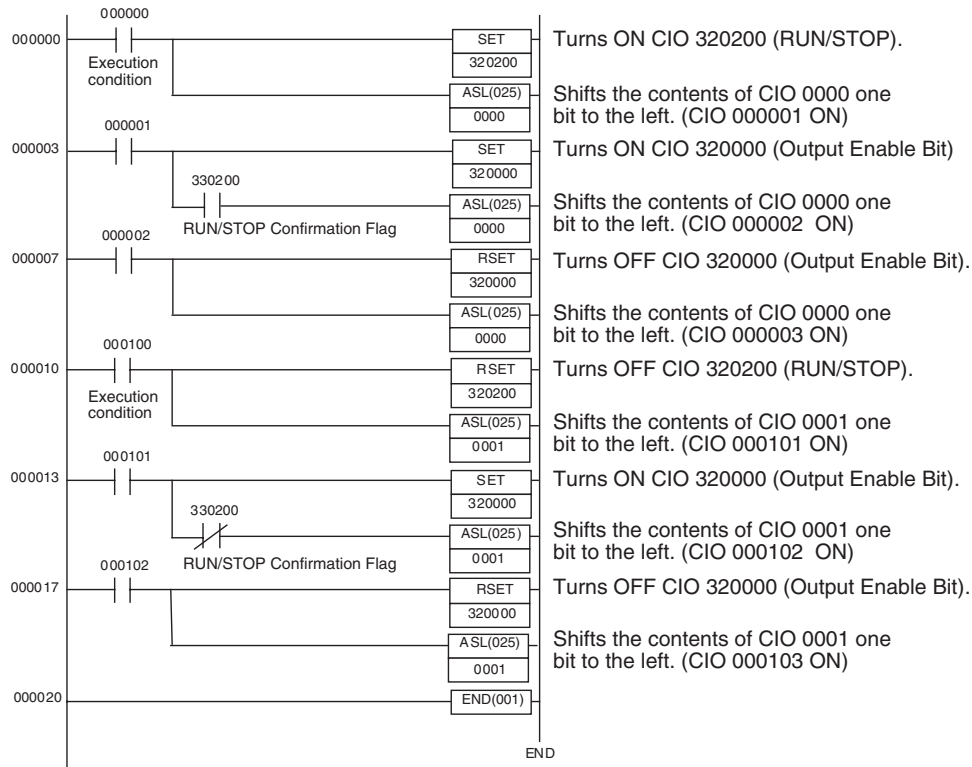 000000
000000
SET
Turns ON CIO 320200 (RUN/STOP).
320200
Execution
condition
ASL(025)
0000
Shifts the contents of CIO 0000 one
bit to the left. (CIO 000001 ON)
000001
000003
SET
Turns ON CIO 320000 (Output Enable Bit)
320000
330200
RUN/STOP Confirmation Flag
ASL(025)
0000
Shifts the contents of CIO 0000 one
bit to the left. (CIO 000002 ON)
000002
000007
RSET
Turns OFF CIO 320000 (Output Enable Bit).
320000
ASL(025)
0000
Shifts the contents of CIO 0000 one
bit to the left. (CIO 000003 ON)
000100
000010
RSET
Turns OFF CIO 320200 (RUN/STOP).
320200
Execution
condition
ASL(025)
0001
Shifts the contents of CIO 0001 one
bit to the left. (CIO 000101 ON)
000101
000013
SET
Turns ON CIO 320000 (Output Enable Bit).
320000
330200
RUN/STOP Confirmation Flag
ASL(025)
0001
Shifts the contents of CIO 0001 one
bit to the left. (CIO 000102 ON)
000102
000017
RSET
Turns OFF CIO 320000 (Output Enable Bit).
320000
ASL(025)
0001
Shifts the contents of CIO 0001 one
bit to the left. (CIO 000103 ON)
000020
END(001)
END